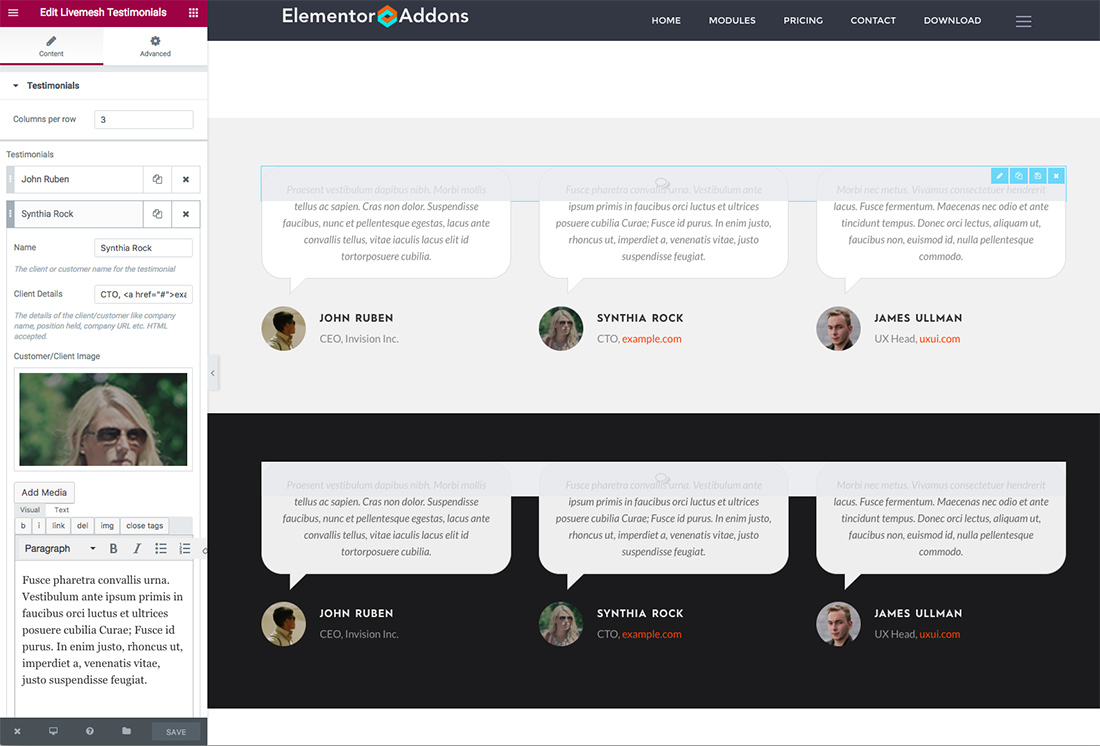 Edit Livemesh Testimonials
Content
Advanced
Testimonials
Columns per row
3
Testimonials
John Ruben
Synthia Rock
Name
Synthia Rock
The client or customer name for the testimonial
Client Details
CTO, <a href="#">exa
The details of the client/customer like company
name, position held, company URL etc. HTML
accepted.
Customer/Client Image
Add Media
Visual
Text
b
i
link
del
img
close tags
Paragraph
B
I
Fusce pharetra convallis urna.
Vestibulum ante ipsum primis in
faucibus orci luctus et ultrices
posuere cubilia Curae; Fusce id
purus. In enim justo, rhoncus ut,
imperdiet a, venenatis vitae,
justo suspendisse feugiat.
SAVE
Elementor Addons
HOME
MODULES
PRICING
CONTACT
DOWNLOAD
Praesent vestibulum dapibus nibh. Morbi mollis
tellus ac sapien. Cras non dolor. Suspendisse
faucibus, nunc et pellentesque egestas, lacus ante
convallis tellus, vitae iaculis lacus elit id
tortorposuere cubilia.
JOHN RUBEN
CEO, Invision Inc.
Fusce pharetra convallis urna. Vestibulum ante
ipsum primis in faucibus orci luctus et ultrices
posuere cubilia Curae; Fusce id purus. In enim justo,
rhoncus ut, imperdiet a, venenatis vitae, justo
suspendisse feugiat.
SYNTHIA ROCK
CTO, example.com
Morbi nec metus. Vivamus consectetuer hendrerit
lacus. Fusce fermentum. Maecenas nec odio et ante
tincidunt tempus. Donec orci lectus, aliquam ut,
faucibus non, euismod id, nulla pellentesque
commodo.
JAMES ULLMAN
UX Head, uxui.com
Praesent vestibulum dapibus nibh. Morbi mollis
tellus ac sapien. Cras non dolor. Suspendisse
faucibus, nunc et pellentesque egestas, lacus ante
convallis tellus, vitae iaculis lacus elit id
tortorposuere cubilia.
JOHN RUBEN
CEO, Invision Inc.
Fusce pharetra convallis urna. Vestibulum ante
ipsum primis in faucibus orci luctus et ultrices
posuere cubilia Curae; Fusce id purus. In enim justo,
rhoncus ut, imperdiet a, venenatis vitae, justo
suspendisse feugiat.
SYNTHIA ROCK
CTO, example.com
Morbi nec metus. Vivamus consectetuer hendrerit
lacus. Fusce fermentum. Maecenas nec odio et ante
tincidunt tempus. Donec orci lectus, aliquam ut,
faucibus non, euismod id, nulla pellentesque
commodo.
JAMES ULLMAN
UX Head, uxui.com